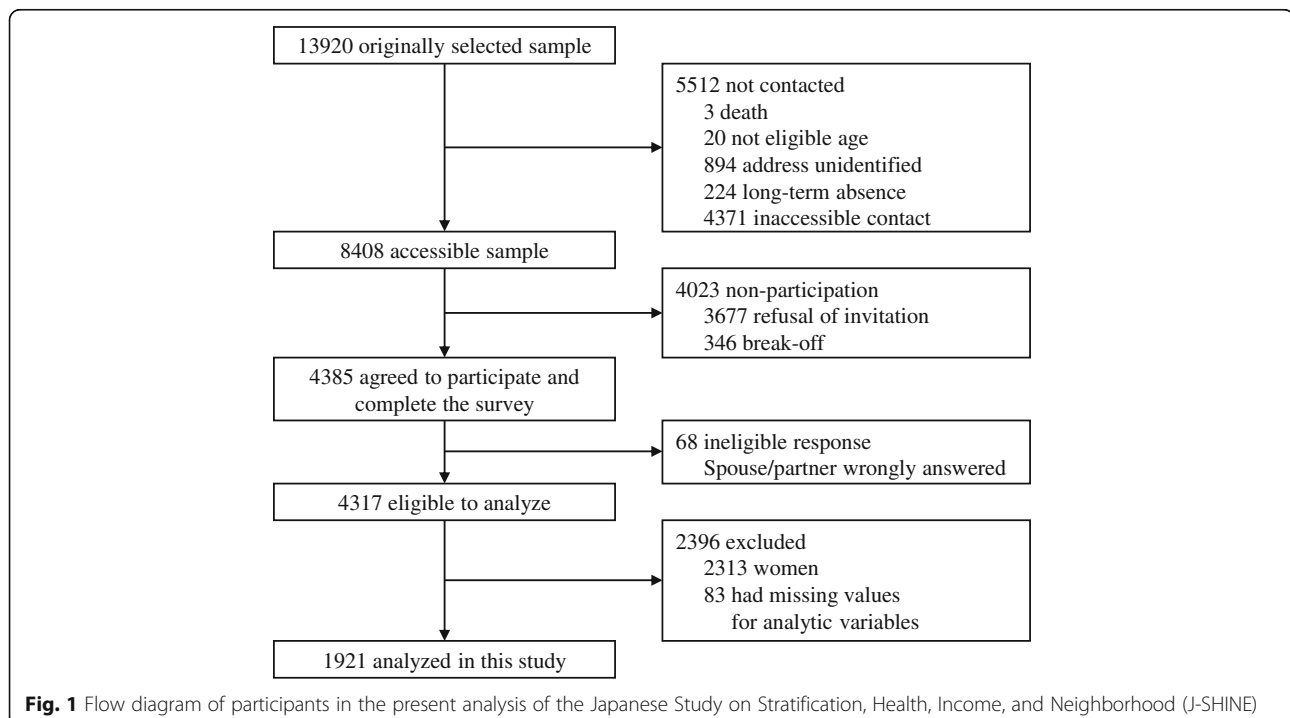 13920 originally selected sample
5512 not contacted
3 death
20 not eligible age
894 address unidentified
224 long-term absence
4371 inaccessible contact
8408 accessible sample
4023 non-participation
3677 refusal of invitation
346 break-off
4385 agreed to participate and
complete the survey
68 ineligible response
Spouse/partner wrongly answered
4317 eligible to analyze
2396 excluded
2313 women
83 had missing values
for analytic variables
1921 analyzed in this study
Fig. 1 Flow diagram of participants in the present analysis of the Japanese Study on Stratification, Health, Income, and Neighborhood (J-SHINE)